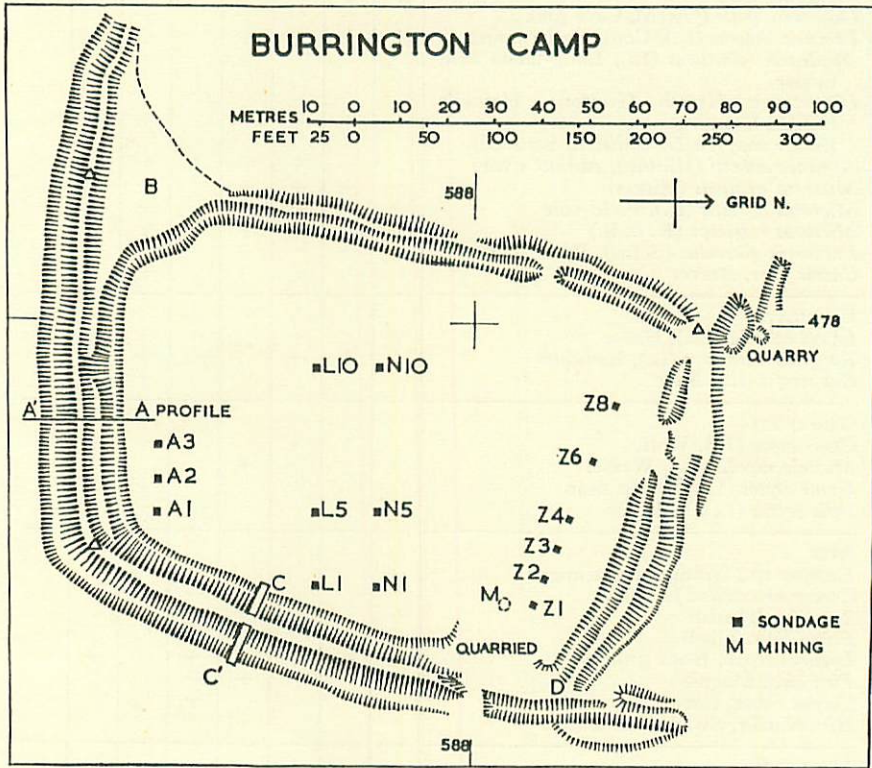 BURRINGTON CAMP
METRES 10 0 10 20 30 40 50 60 70 80 90 100
FEET 25 0 50 100 150 200 250 300
588
GRID N.
B
478
QUARRY
L10 N10
A' A PROFILE
Z8
A3
Z6
A2
A1
L5 N5
Z4
Z3
C
L1 N1
Z2
M
Z1
SONDAGE
QUARRIED
M MINING
C'
D
588